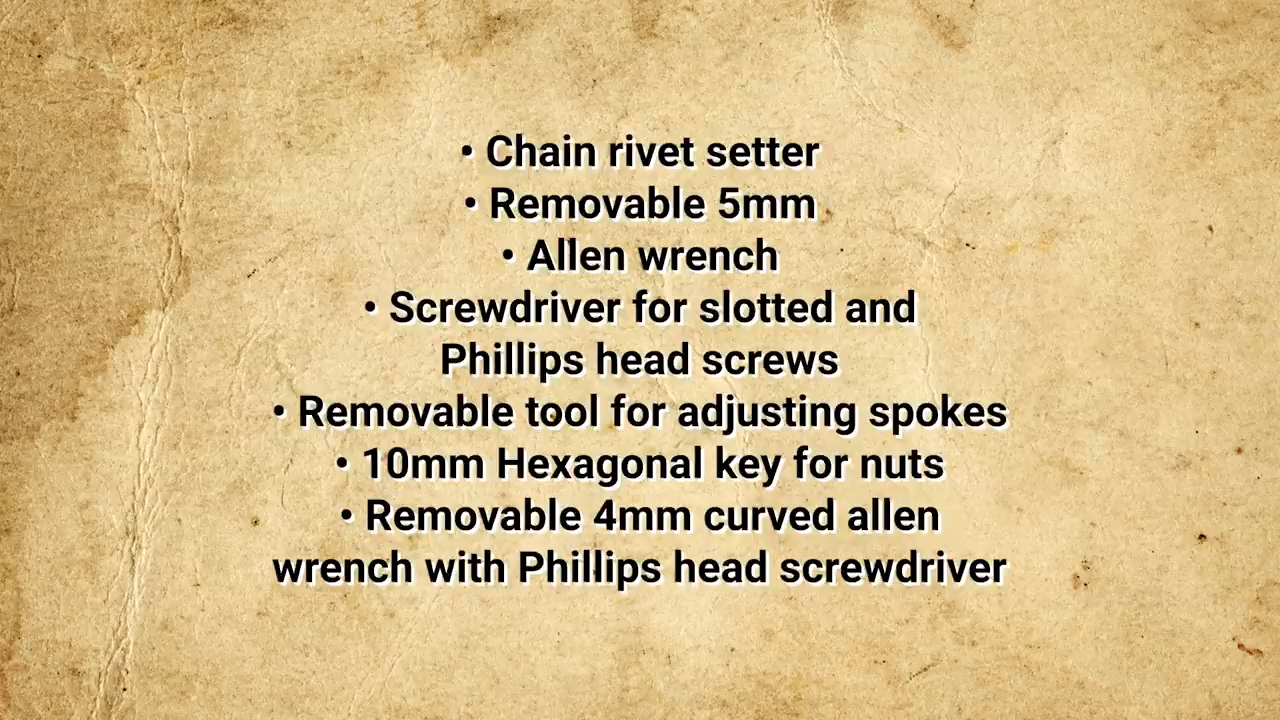 • Chain rivet setter
• Removable 5mm
• Allen wrench
• Screwdriver for slotted and
Phillips head screws
• Removable tool for adjusting spokes
• 10mm Hexagonal key for nuts
• Removable 4mm curved allen
wrench with Phillips head screwdriver